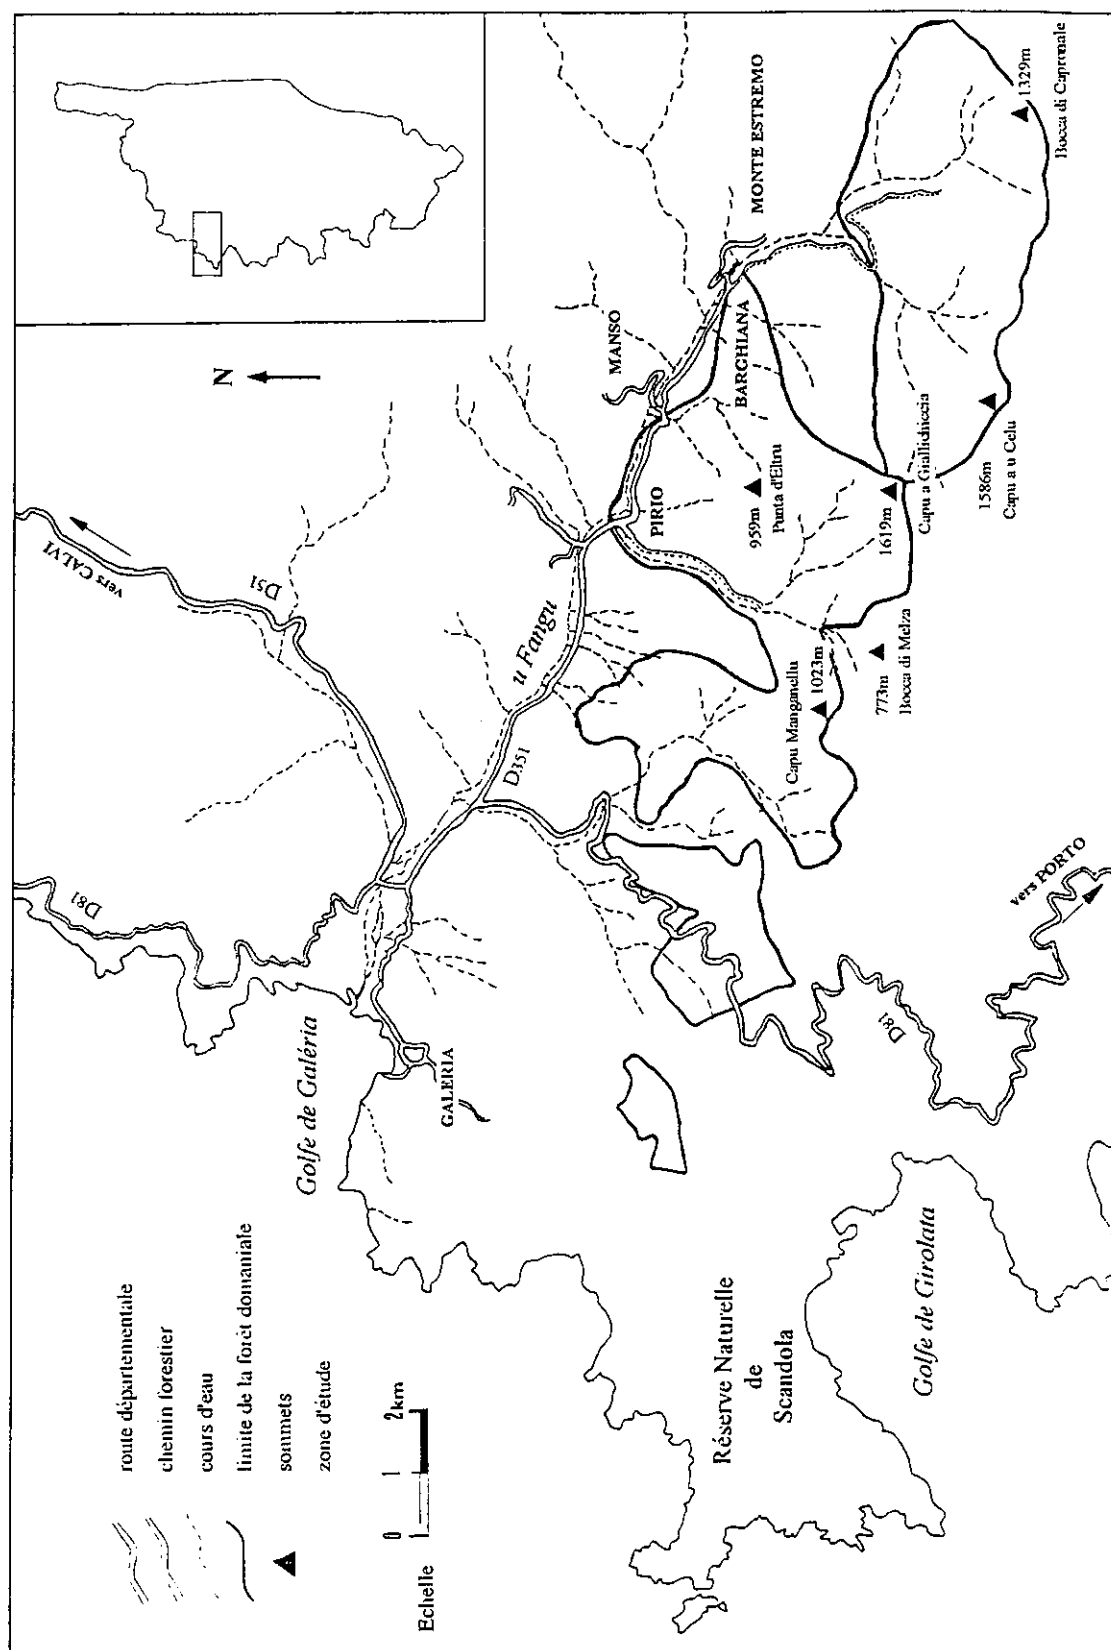 route départementale
chemin forestier
cours d'eau
limite de la forêt domaniale
sommets
zone d'étude
Echelle
0 1 2km
N
vers CALVI
D81
D51
Golfe de Galéria
GALERIA
D351
u Fangu
MANSO
PIRIO
BARGHIANA
MONTE ESTREMO
959m
Punta d'Eltru
Capu Manganellu
1023m
773m
Bocca di Melza
1619m
Capu a Giallichiccia
1586m
Capu a u Celu
1329m
Bocca di Capronale
vers PORTO
D81
Réserve Naturelle
de
Scandola
Golfe de Girolata